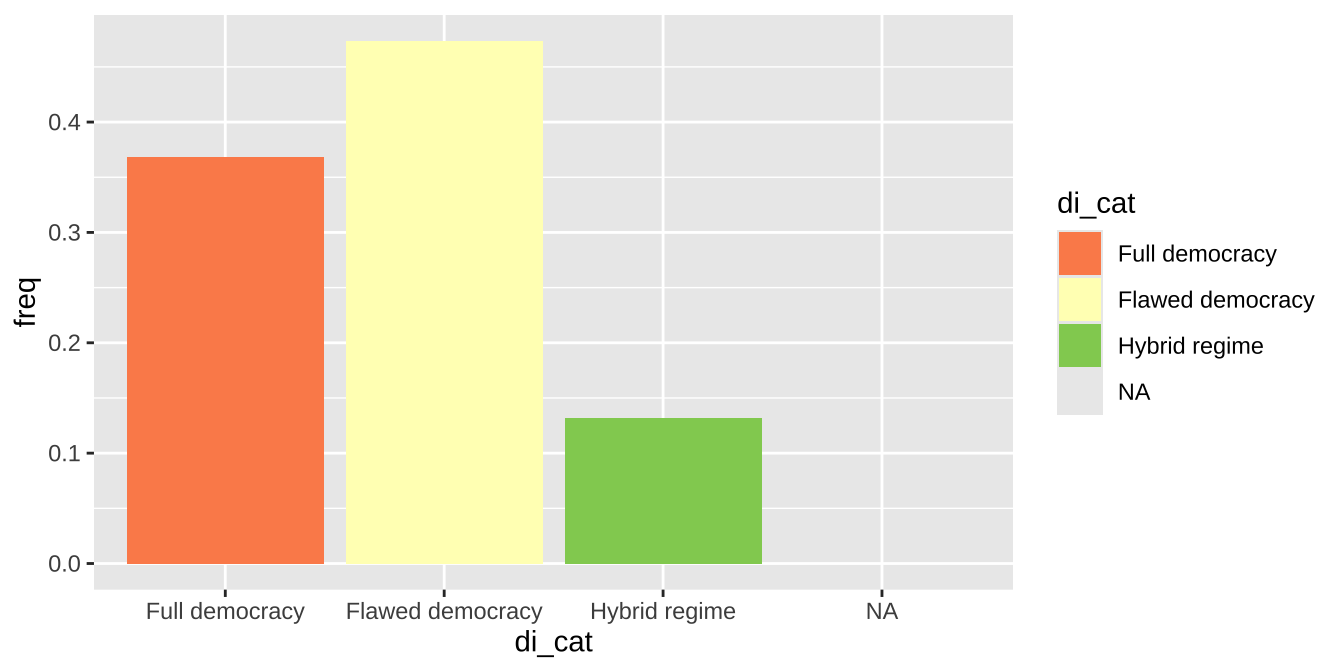 0.4
0.3
0.2
0.1
0.0
freq
Full democracy
Flawed democracy
Hybrid regime
NA
di_cat
di_cat
Full democracy
Flawed democracy
Hybrid regime
NA